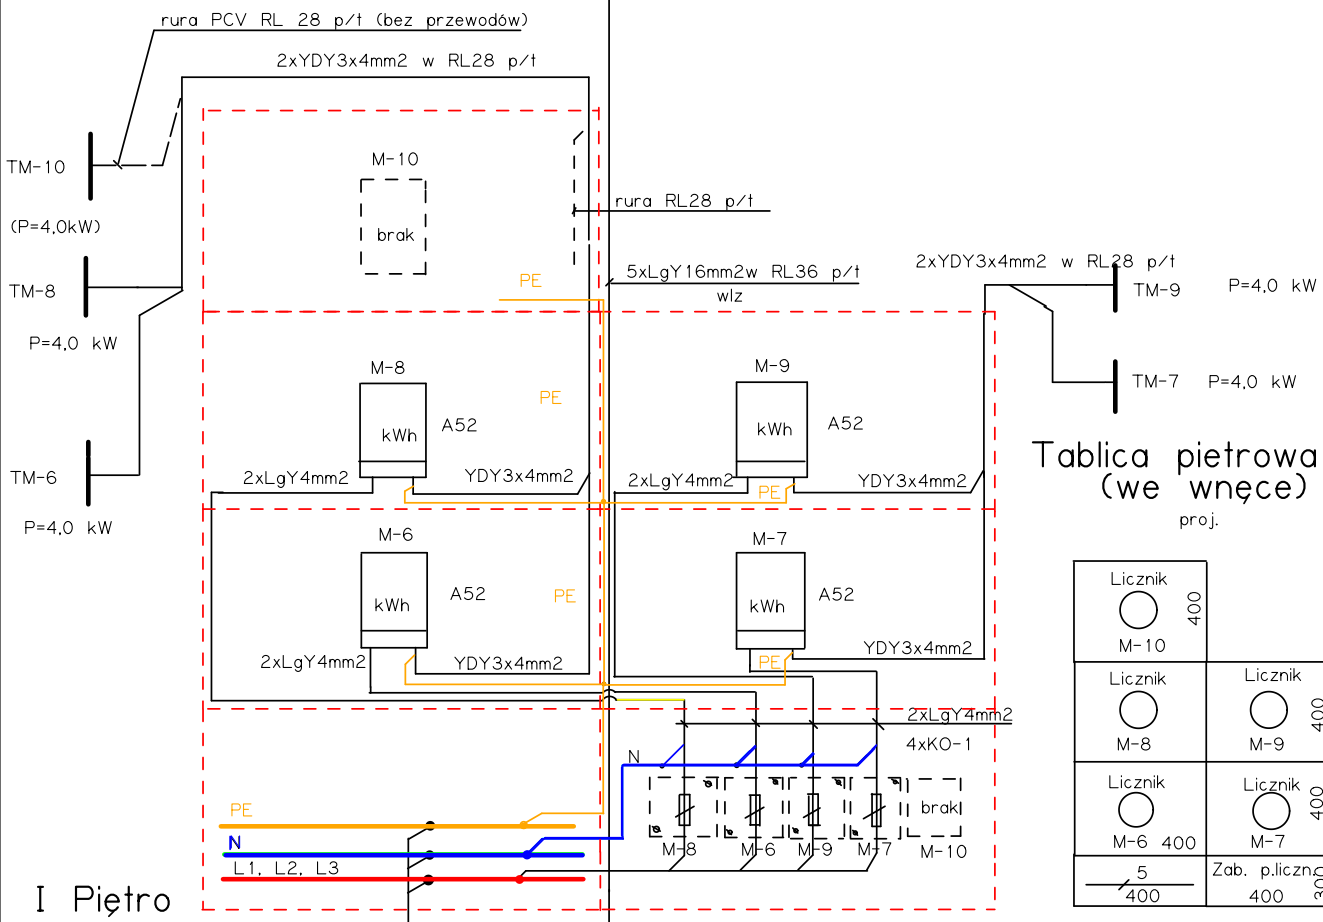 rura PCV RL 28 p/t (bez przewodów)
2xYDY3x4mm2 w RL28 p/t
TM-10
M-10
(P=4,0kW)
brak
rura RL28 p/t
PE
5xLgY16mm2w RL36 p/t
wlz
2xYDY3x4mm2 w RL28 p/t
TM-8
TM-9
P=4,0 kW
P=4,0 kW
M-8
M-9
TM-7
P=4,0 kW
PE
kWh
A52
kWh
A52
Tablica pietrowa
(we wnęce)
proj.
TM-6
2xLgY4mm2
YDY3x4mm2
2xLgY4mm2
PE
YDY3x4mm2
P=4,0 kW
M-6
M-7
kWh
A52
PE
kWh
A52
2xLgY4mm2
YDY3x4mm2
PE
YDY3x4mm2
2xLgY4mm2
4xKO-1
N
brak
M-8
M-6
M-9
M-7
M-10
PE
N
L1, L2, L3
I Piętro
Licznik
400
M-10
Licznik
M-8
Licznik
400
M-9
Licznik
M-6 400
400
M-7
5
400
Zab. p.liczn.
400
300